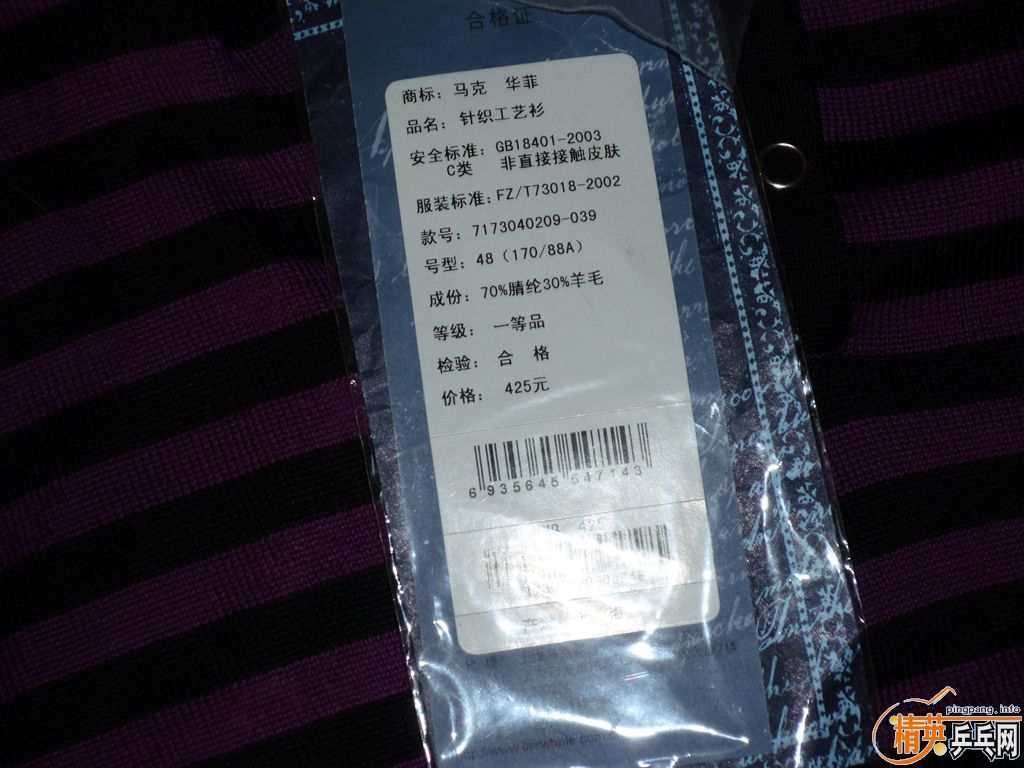 合格证
商标：马克 华菲
品名：针织工艺衫
安全标准：GB18401-2003
C类 非直接接触皮肤
服装标准：FZ/T73018-2002
款号：7173040209-039
号型：48（170/88A）
成份：70%腈纶30%羊毛
等级： 一等品
检验： 合 格
价格： 425元
6 935645 547143
425
pingpang.info
精英乒乓网